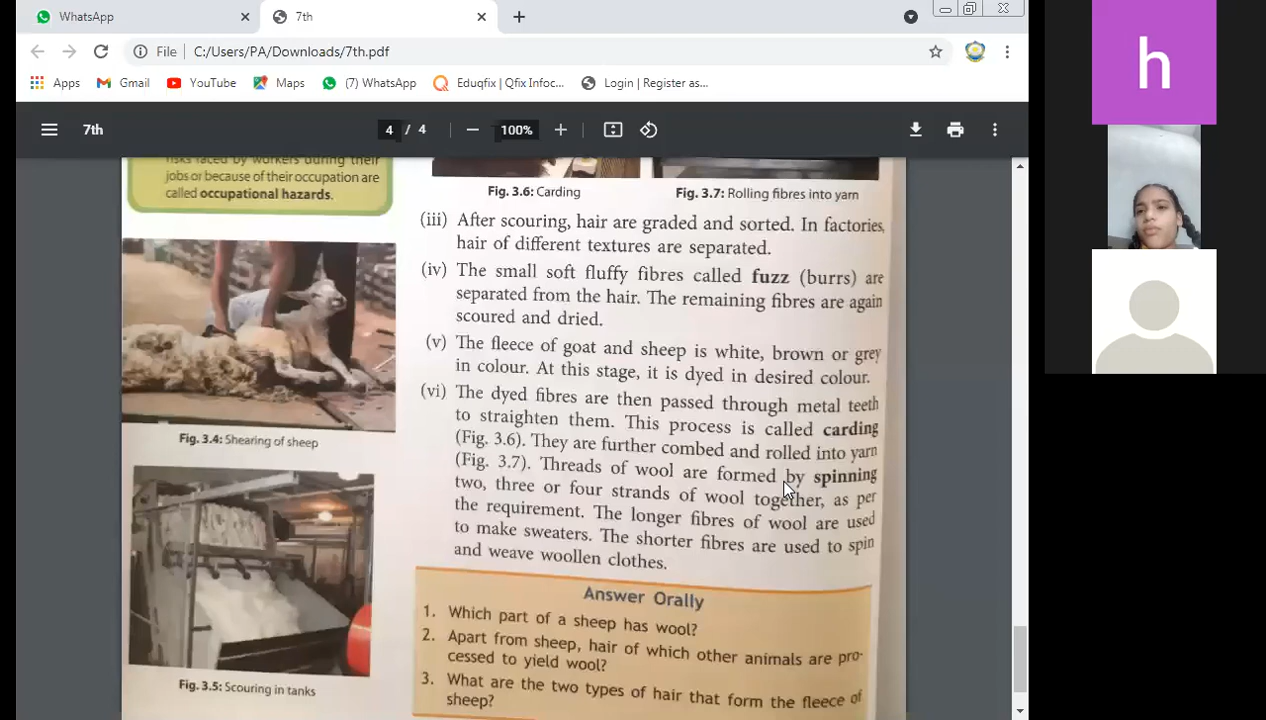 WhatsApp
7th
File
C:/Users/PA/Downloads/7th.pdf
Apps
Gmail
YouTube
Maps
(7) WhatsApp
Eduqfix | Qfix Infoc...
Login | Register as...
7th
4 / 4
100%
risks faced by workers during their
jobs or because of their occupation are
called occupational hazards.
Fig. 3.4: Shearing of sheep
Fig. 3.5: Scouring in tanks
Fig. 3.6: Carding
Fig. 3.7: Rolling fibres into yarn
(iii) After scouring, hair are graded and sorted. In factories,
hair of different textures are separated.
(iv) The small soft fluffy fibres called fuzz (burrs) are
separated from the hair. The remaining fibres are again
scoured and dried.
(v) The fleece of goat and sheep is white, brown or grey
in colour. At this stage, it is dyed in desired colour.
(vi) The dyed fibres are then passed through metal teeth
to straighten them. This process is called carding
(Fig. 3.6). They are further combed and rolled into yarn
(Fig. 3.7). Threads of wool are formed by spinning
two, three or four strands of wool together, as per
the requirement. The longer fibres of wool are used
to make sweaters. The shorter fibres are used to spin
and weave woollen clothes.
Answer Orally
1. Which part of a sheep has wool?
2. Apart from sheep, hair of which other animals are pro-
cessed to yield wool?
3. What are the two types of hair that form the fleece of
sheep?
h